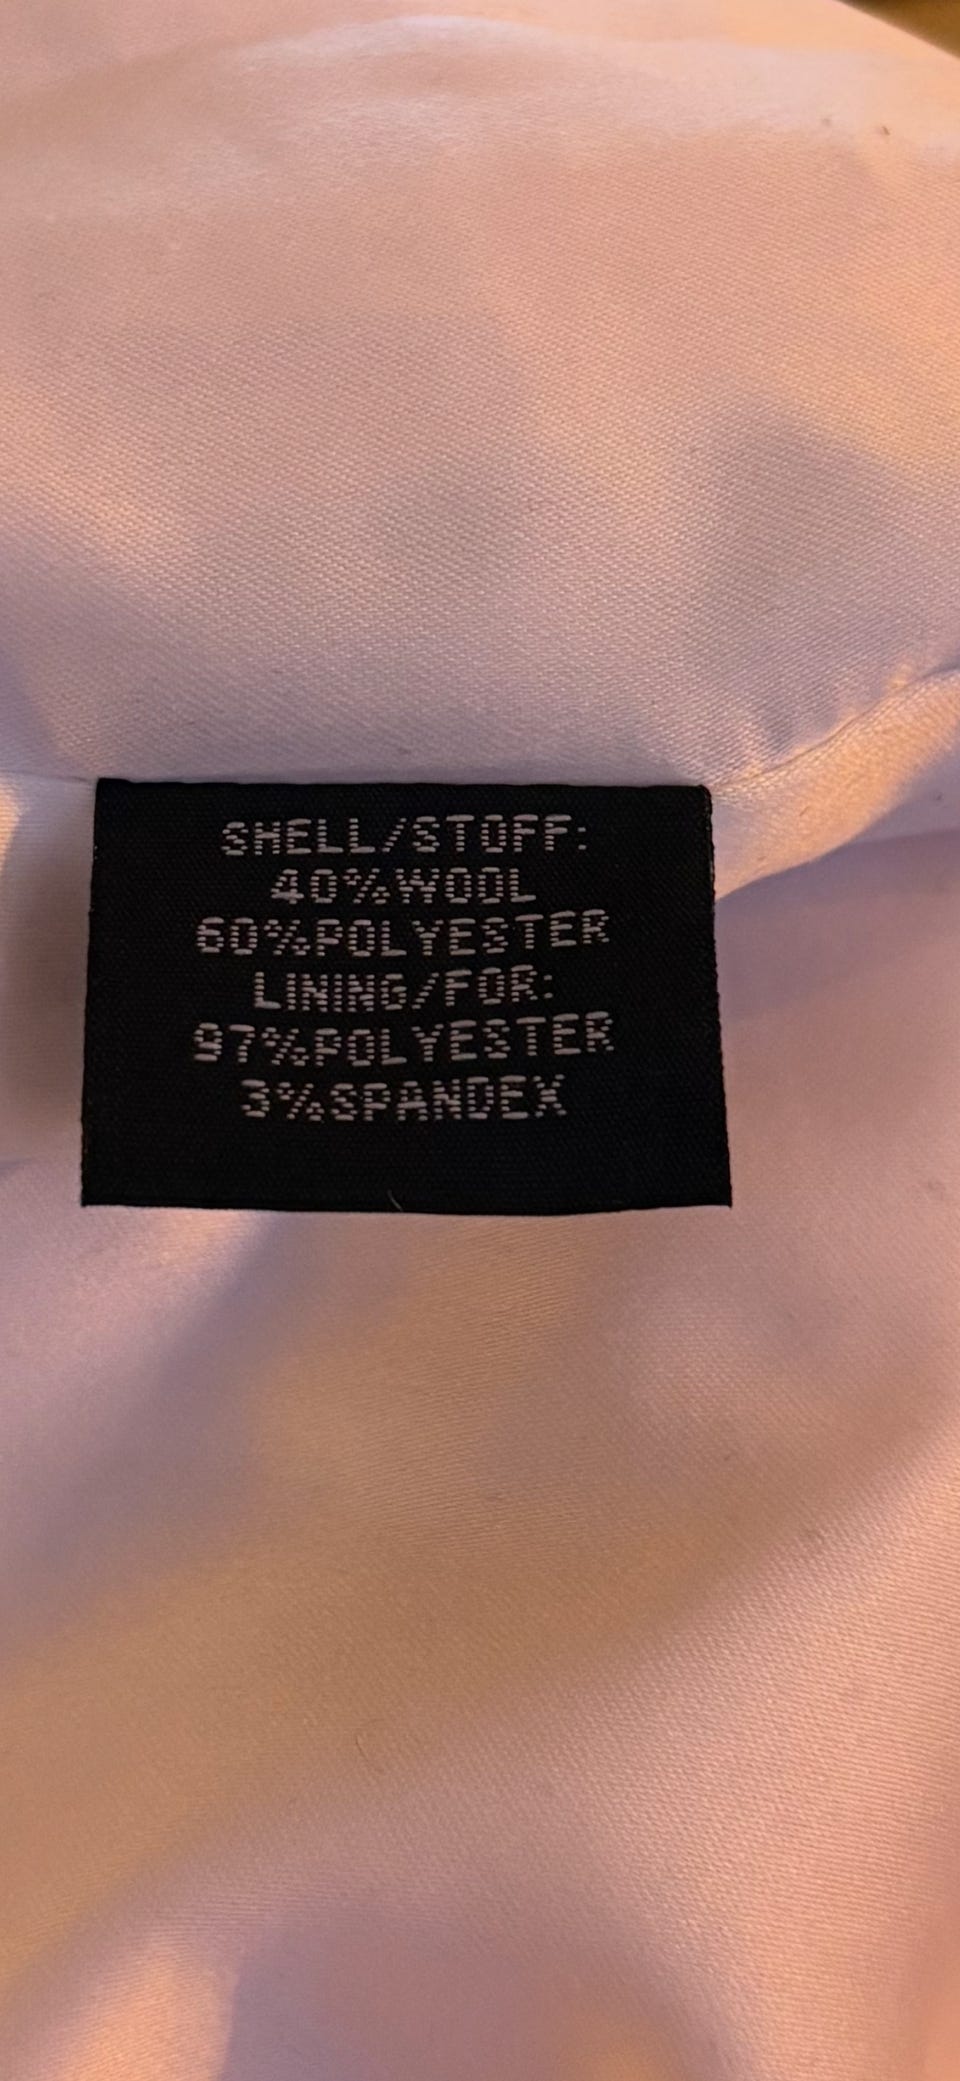 SHELL/STOFF:
40%WOOL
60%POLYESTER
LINING/FOR:
97%POLYESTER
3%SPANDEX